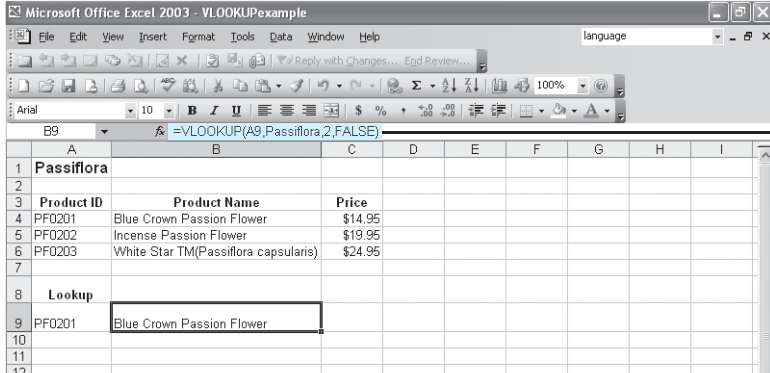 Microsoft Office Excel 2003 - VLOOKUPexample
File Edit View Insert Format Tools Data Window Help language
Reply with Changes... End Review...
100%
Arial 10 B I U $ % ,
B9 fx =VLOOKUP(A9,Passiflora,2,FALSE)
A B C D E F G H I
1 Passiflora
2
3 Product ID Product Name Price
4 PF0201 Blue Crown Passion Flower $14.95
5 PF0202 Incense Passion Flower $19.95
6 PF0203 White Star TM(Passiflora capsularis) $24.95
7
8 Lookup
9 PF0201 Blue Crown Passion Flower
10
11
12